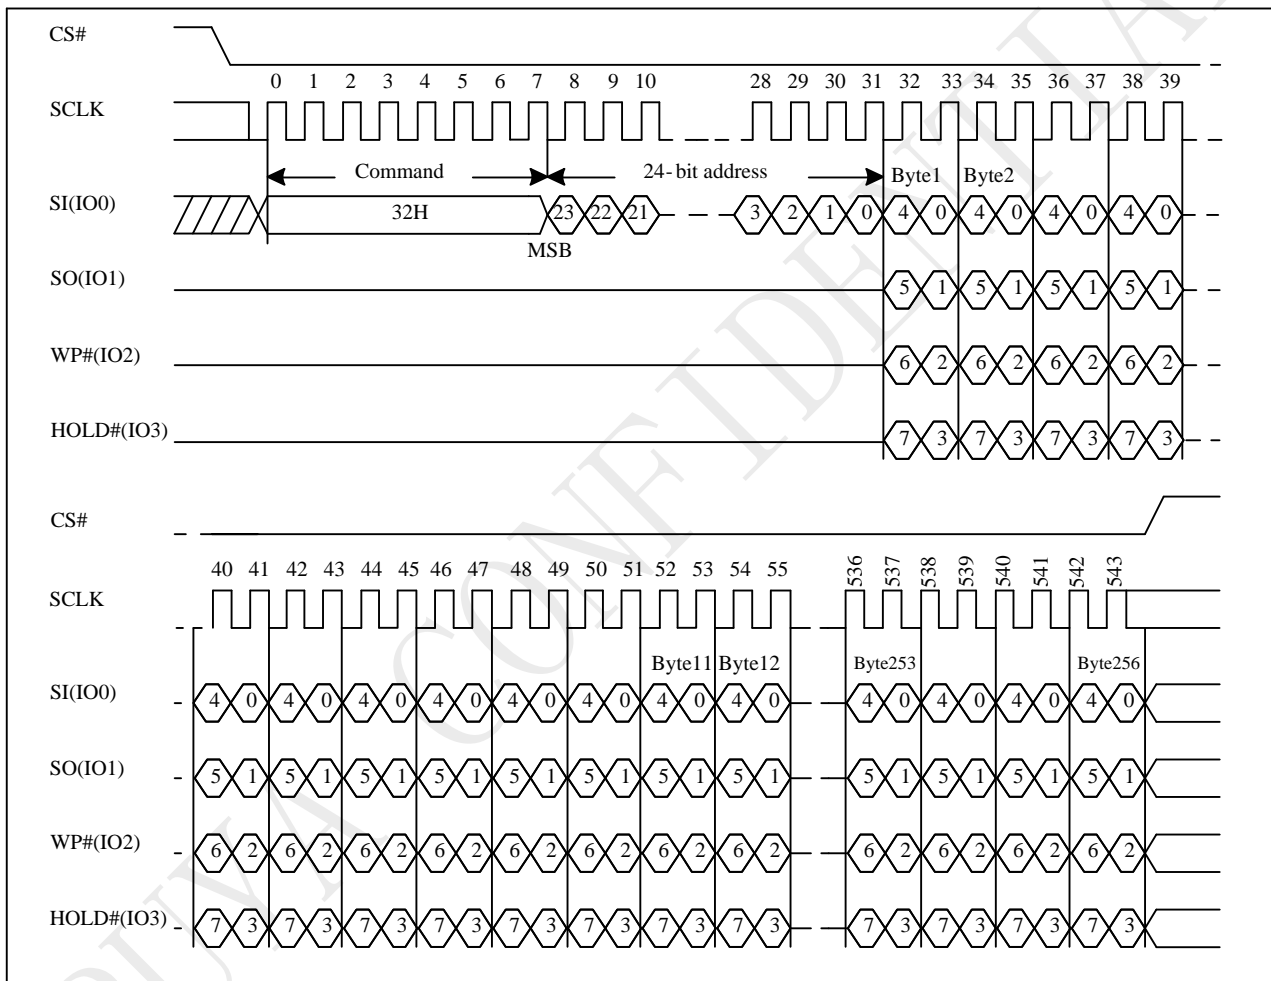 CS#
0 1 2 3 4 5 6 7 8 9 10 28 29 30 31 32 33 34 35 36 37 38 39
SCLK
Command 24-bit address Byte1 Byte2
SI(IO0) 32H 23 22 21 3 2 1 0 4 0 4 0 4 0 4 0
MSB
SO(IO1) 5 1 5 1 5 1 5 1
WP#(IO2) 6 2 6 2 6 2 6 2
HOLD#(IO3) 7 3 7 3 7 3 7 3
CS#
40 41 42 43 44 45 46 47 48 49 50 51 52 53 54 55 536 537 538 539 540 541 542 543
SCLK
Byte11 Byte12 Byte253 Byte256
SI(IO0) 4 0 4 0 4 0 4 0 4 0 4 0 4 0 4 0 4 0 4 0 4 0 4 0
SO(IO1) 5 1 5 1 5 1 5 1 5 1 5 1 5 1 5 1 5 1 5 1 5 1 5 1
WP#(IO2) 6 2 6 2 6 2 6 2 6 2 6 2 6 2 6 2 6 2 6 2 6 2 6 2
HOLD#(IO3) 7 3 7 3 7 3 7 3 7 3 7 3 7 3 7 3 7 3 7 3 7 3 7 3
CONFIDENTIA